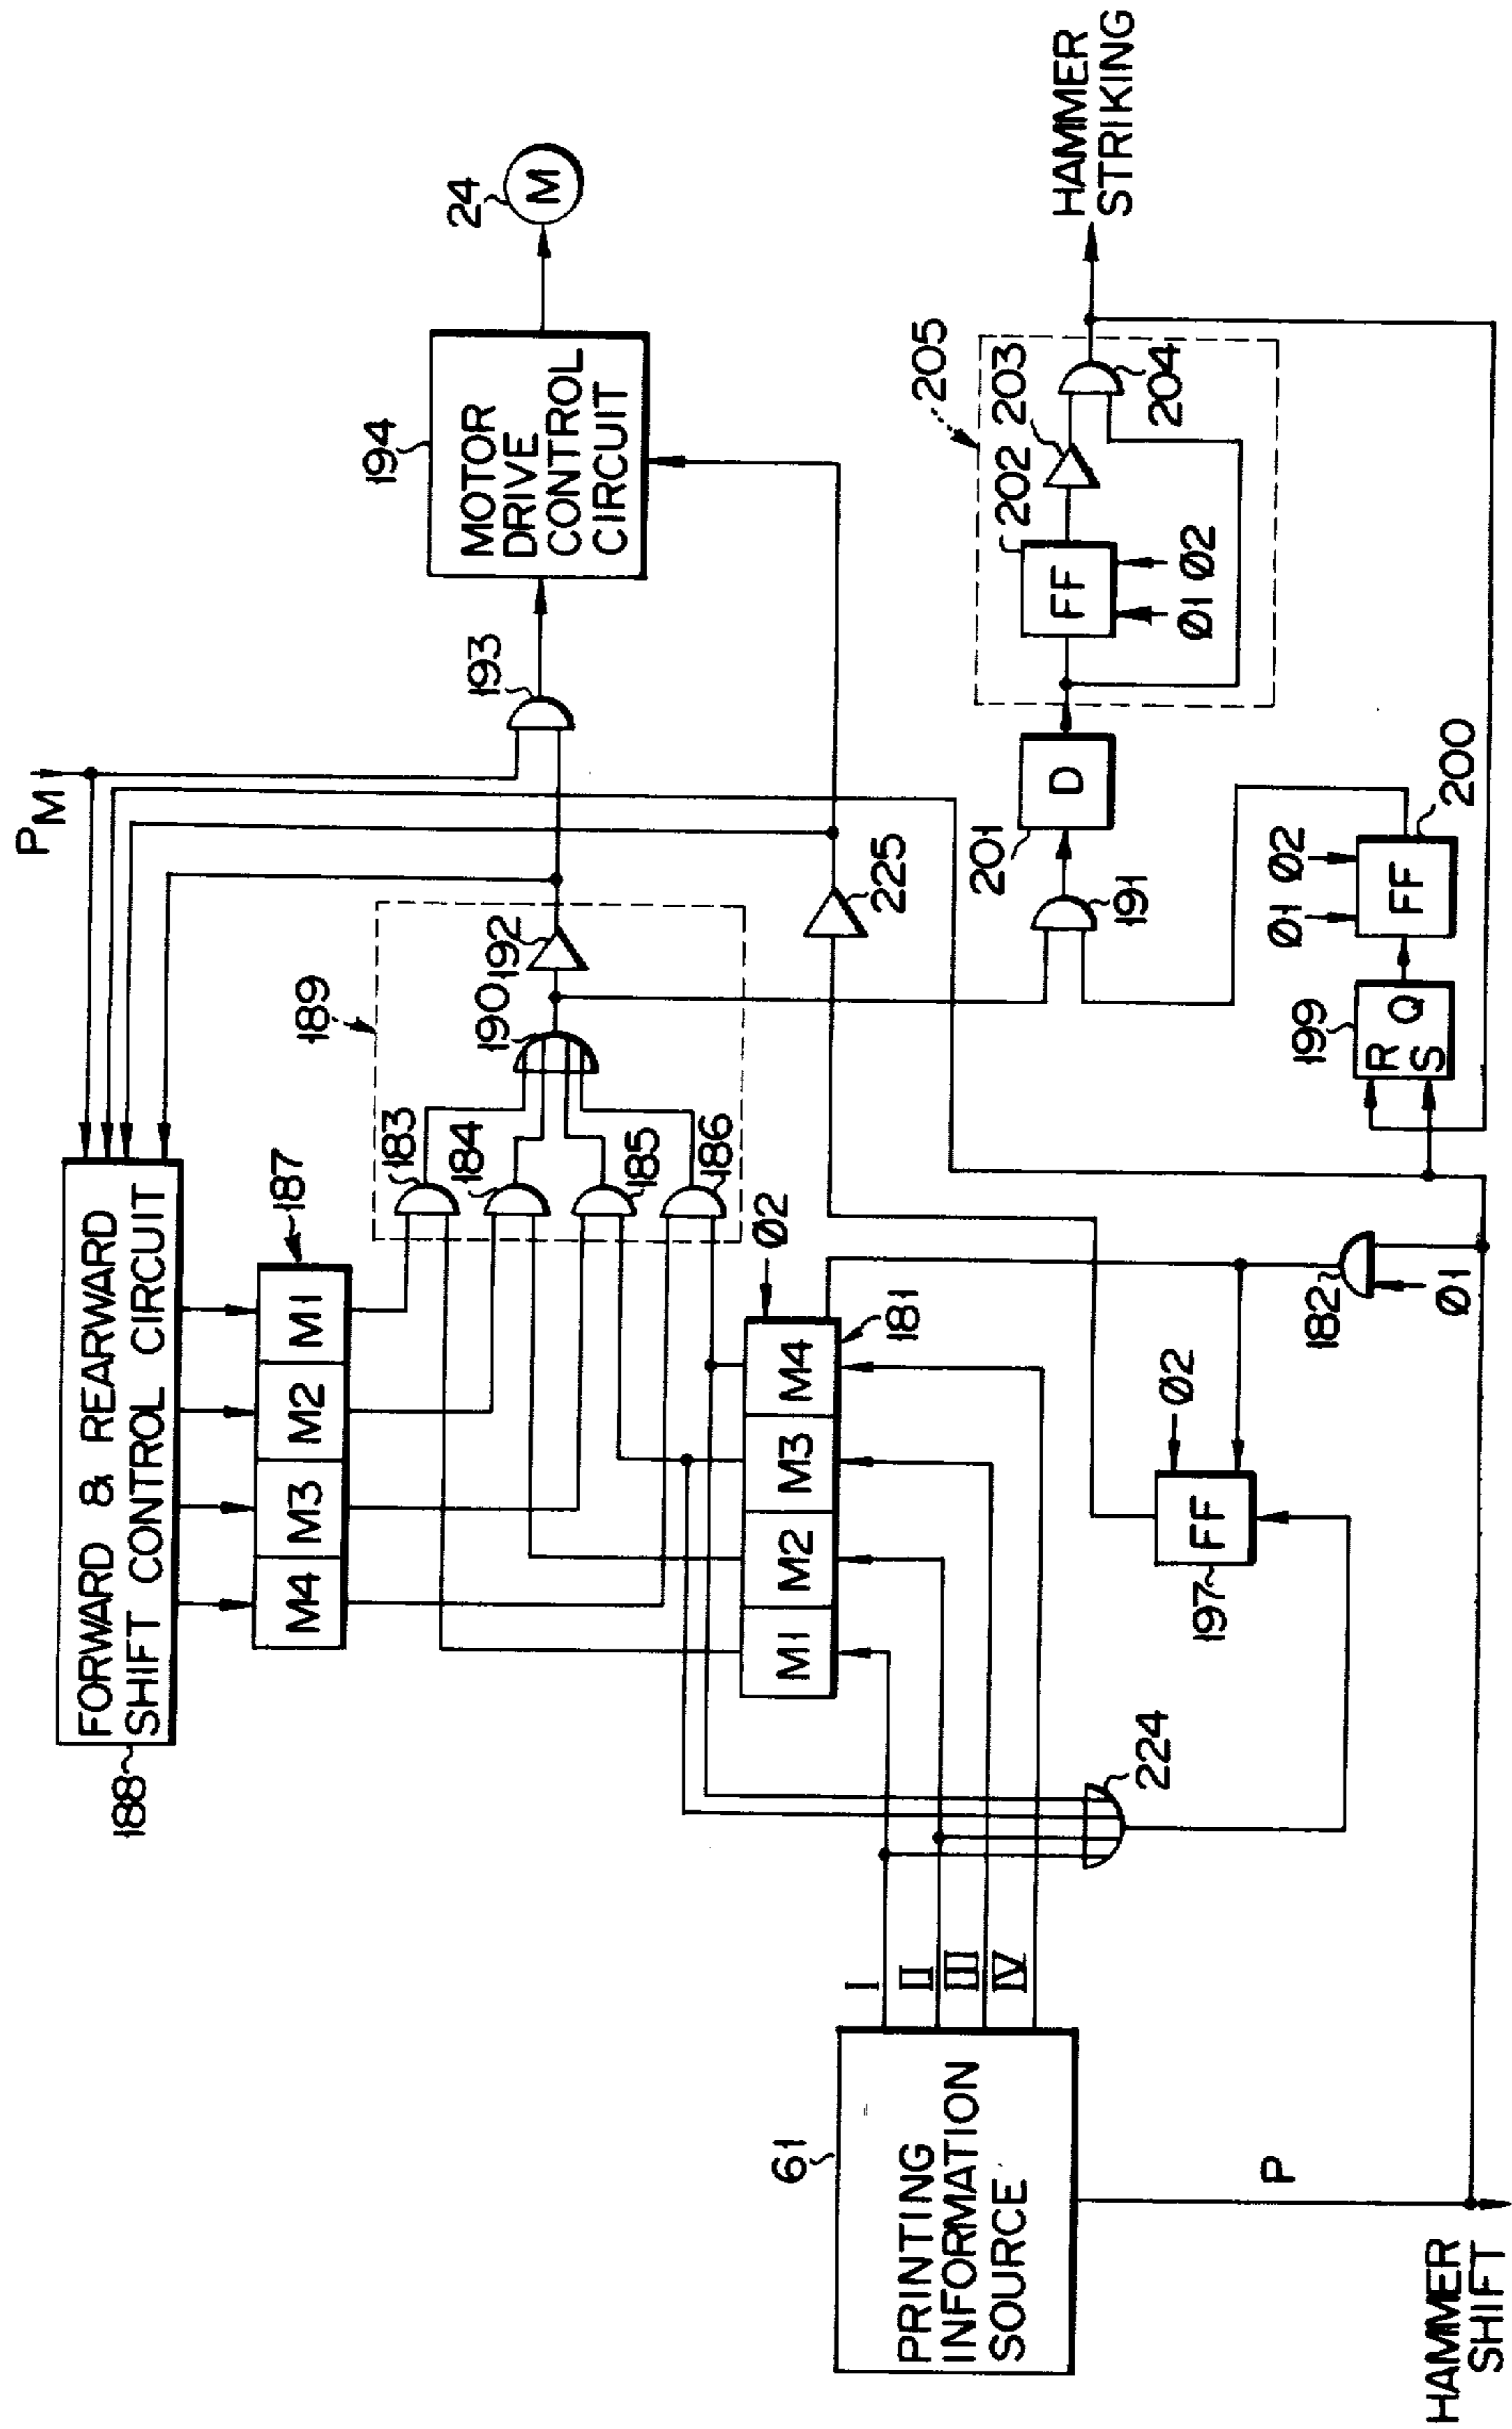 FORWARD & REARWARD
SHIFT CONTROL CIRCUIT
188
M4 M3 M2 M1
187
PM
189
183
184
185
186
190
192
193
194
MOTOR
DRIVE
CONTROL
CIRCUIT
24
M
61
PRINTING
INFORMATION
SOURCE
I
II
III
IV
M1 M2 M3 M4
Ø2
181
224
225
197
FF
Ø2
182
Ø1
191
201
D
205
202
FF
Ø1 Ø2
203
204
HAMMER
STRIKING
199
R
S Q
200
FF
Ø1 Ø2
P
HAMMER
SHIFT